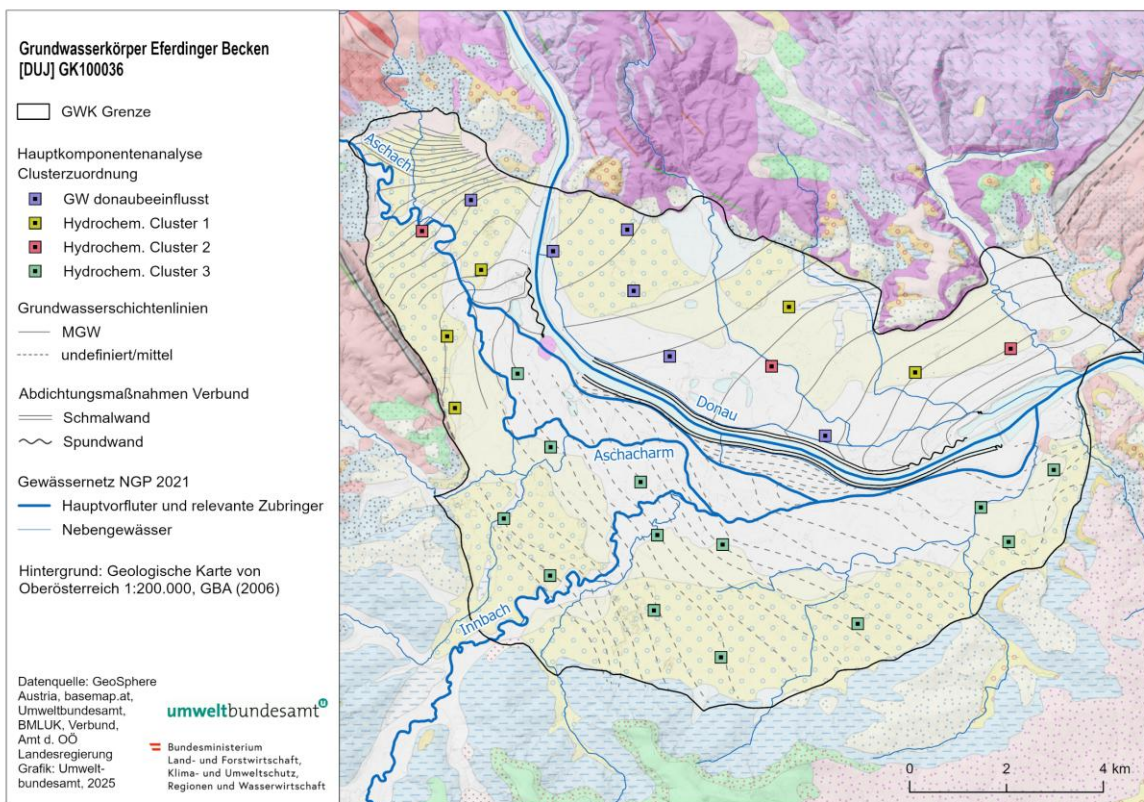 Grundwasserkörper Eferdinger Becken
[DUJ] GK100036
GWK Grenze
Hauptkomponentenanalyse
Clusterzuordnung
GW donaubeeinflusst
Hydrochem. Cluster 1
Hydrochem. Cluster 2
Hydrochem. Cluster 3
Grundwasserschichtenlinien
MGW
undefiniert/mittel
Abdichtungsmaßnahmen Verbund
Schmalwand
Spundwand
Gewässernetz NGP 2021
Hauptvorfluter und relevante Zubringer
Nebengewässer
Hintergrund: Geologische Karte von
Oberösterreich 1:200.000, GBA (2006)
Datenquelle: GeoSphere
Austria, basemap.at,
Umweltbundesamt,
BMLUK, Verbund,
Amt d. OÖ
Landesregierung
Grafik: Umwelt-
bundesamt, 2025
umweltbundesamt u
Bundesministerium
Land- und Forstwirtschaft,
Klima- und Umweltschutz,
Regionen und Wasserwirtschaft
Aschach
Donau
Aschacharm
Innbach
0 2 4 km